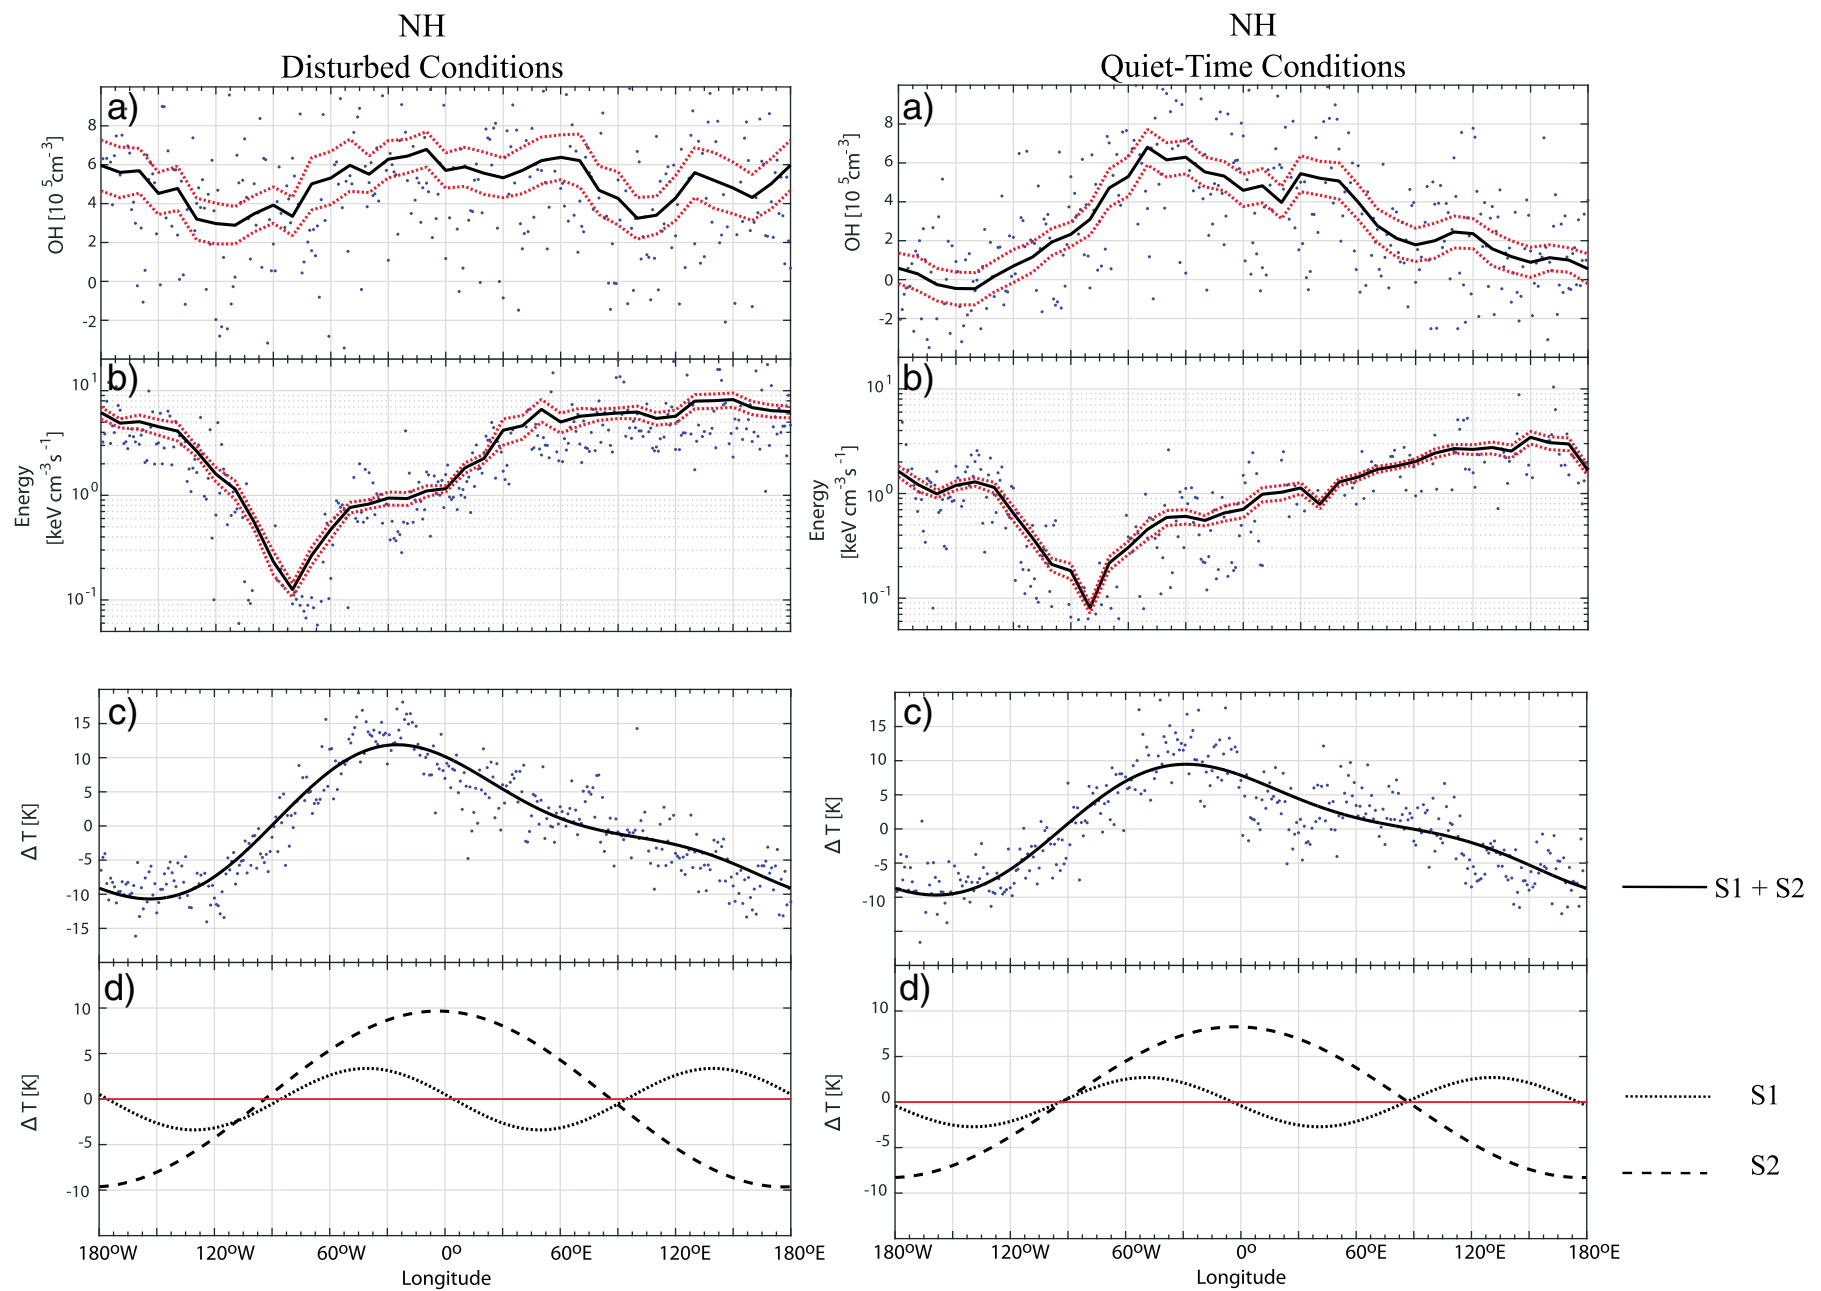 NH
Disturbed Conditions
NH
Quiet-Time Conditions
a)
8
6
4
2
0
-2
OH [10 5cm-3]
b)
10 1
10 0
10 -1
Energy
[keV cm-3 s-1]
c)
15
10
5
0
-5
-10
-15
Δ T [K]
d)
10
5
0
-5
-10
Δ T [K]
180ºW 120ºW 60ºW 0º 60ºE 120ºE 180ºE
Longitude
a)
8
6
4
2
0
-2
OH [10 5cm-3]
b)
10 1
10 0
10 -1
Energy
[keV cm-3 s-1]
c)
15
10
5
0
-5
-10
Δ T [K]
d)
10
5
0
-5
-10
Δ T [K]
180ºW 120ºW 60ºW 0º 60ºE 120ºE 180ºE
Longitude
S1 + S2
S1
S2